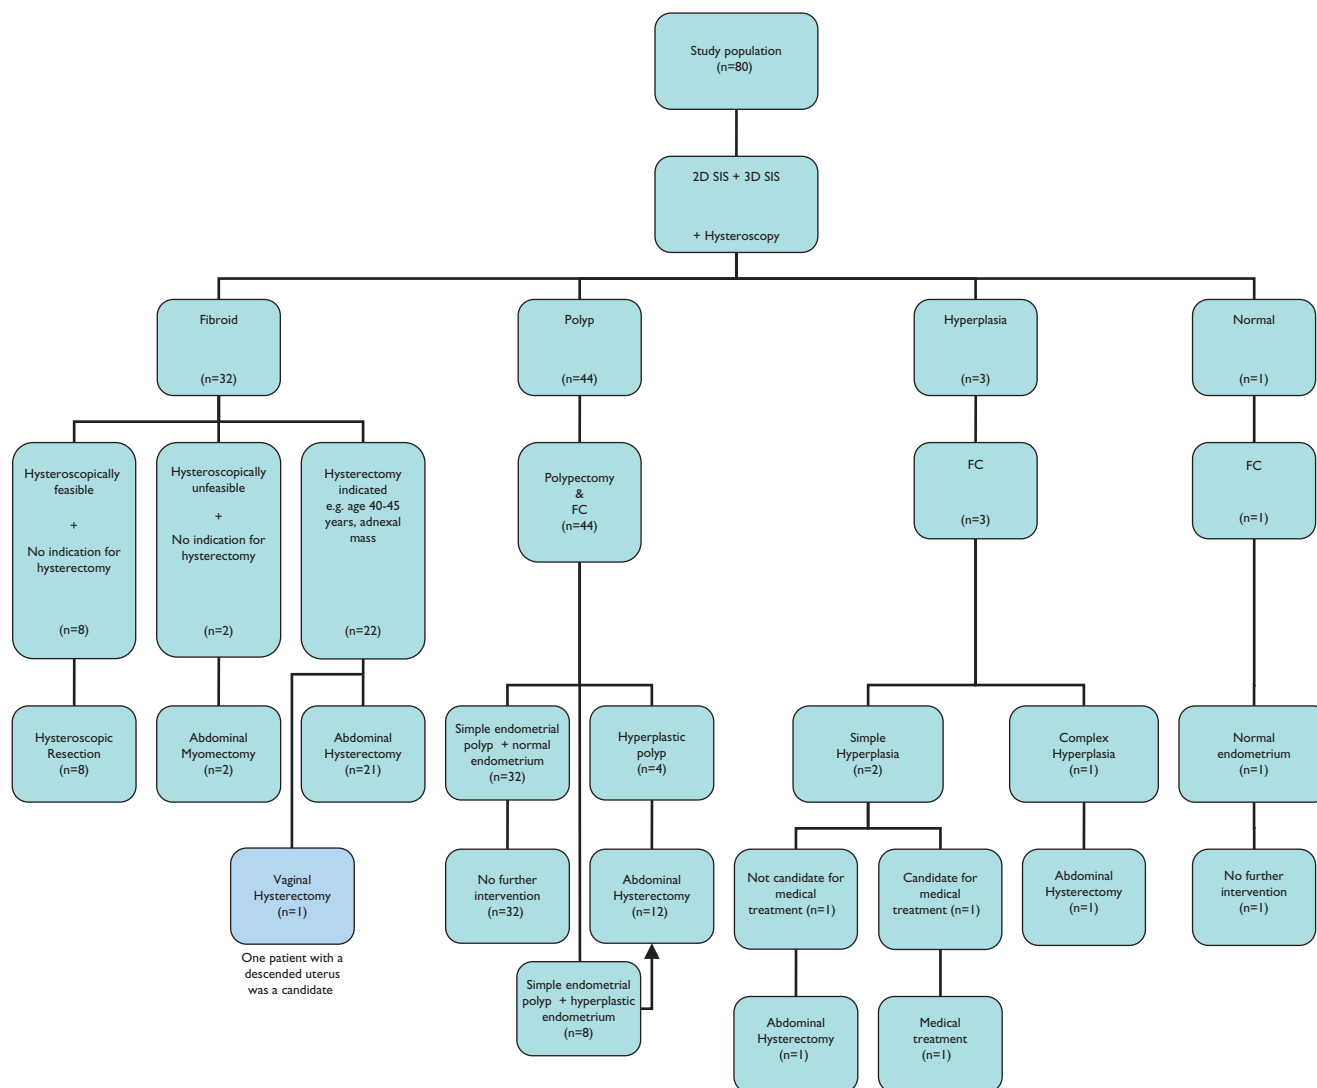 Study population
(n=80)
2D SIS + 3D SIS
+ Hysteroscopy
Fibroid
(n=32)
Polyp
(n=44)
Hyperplasia
(n=3)
Normal
(n=1)
Hysteroscopically
feasible
+
No indication for
hysterectomy
(n=8)
Hysteroscopically
unfeasible
+
No indication for
hysterectomy
(n=2)
Hysterectomy
indicated
e.g. age 40-45
years, adnexal
mass
(n=22)
Polypectomy
&
FC
(n=44)
FC
(n=3)
FC
(n=1)
Hysteroscopic
Resection
(n=8)
Abdominal
Myomectomy
(n=2)
Abdominal
Hysterectomy
(n=21)
Simple endometrial
polyp + normal
endometrium
(n=32)
Hyperplastic
polyp
(n=4)
Simple
Hyperplasia
(n=2)
Complex
Hyperplasia
(n=1)
Normal
endometrium
(n=1)
Vaginal
Hysterectomy
(n=1)
One patient with a
descended uterus
was a candidate
No further
intervention
(n=32)
Abdominal
Hysterectomy
(n=12)
Not candidate for
medical
treatment (n=1)
Candidate for
medical
treatment (n=1)
Abdominal
Hysterectomy
(n=1)
No further
intervention
(n=1)
Simple endometrial
polyp + hyperplastic
endometrium
(n=8)
Abdominal
Hysterectomy
(n=1)
Medical
treatment
(n=1)